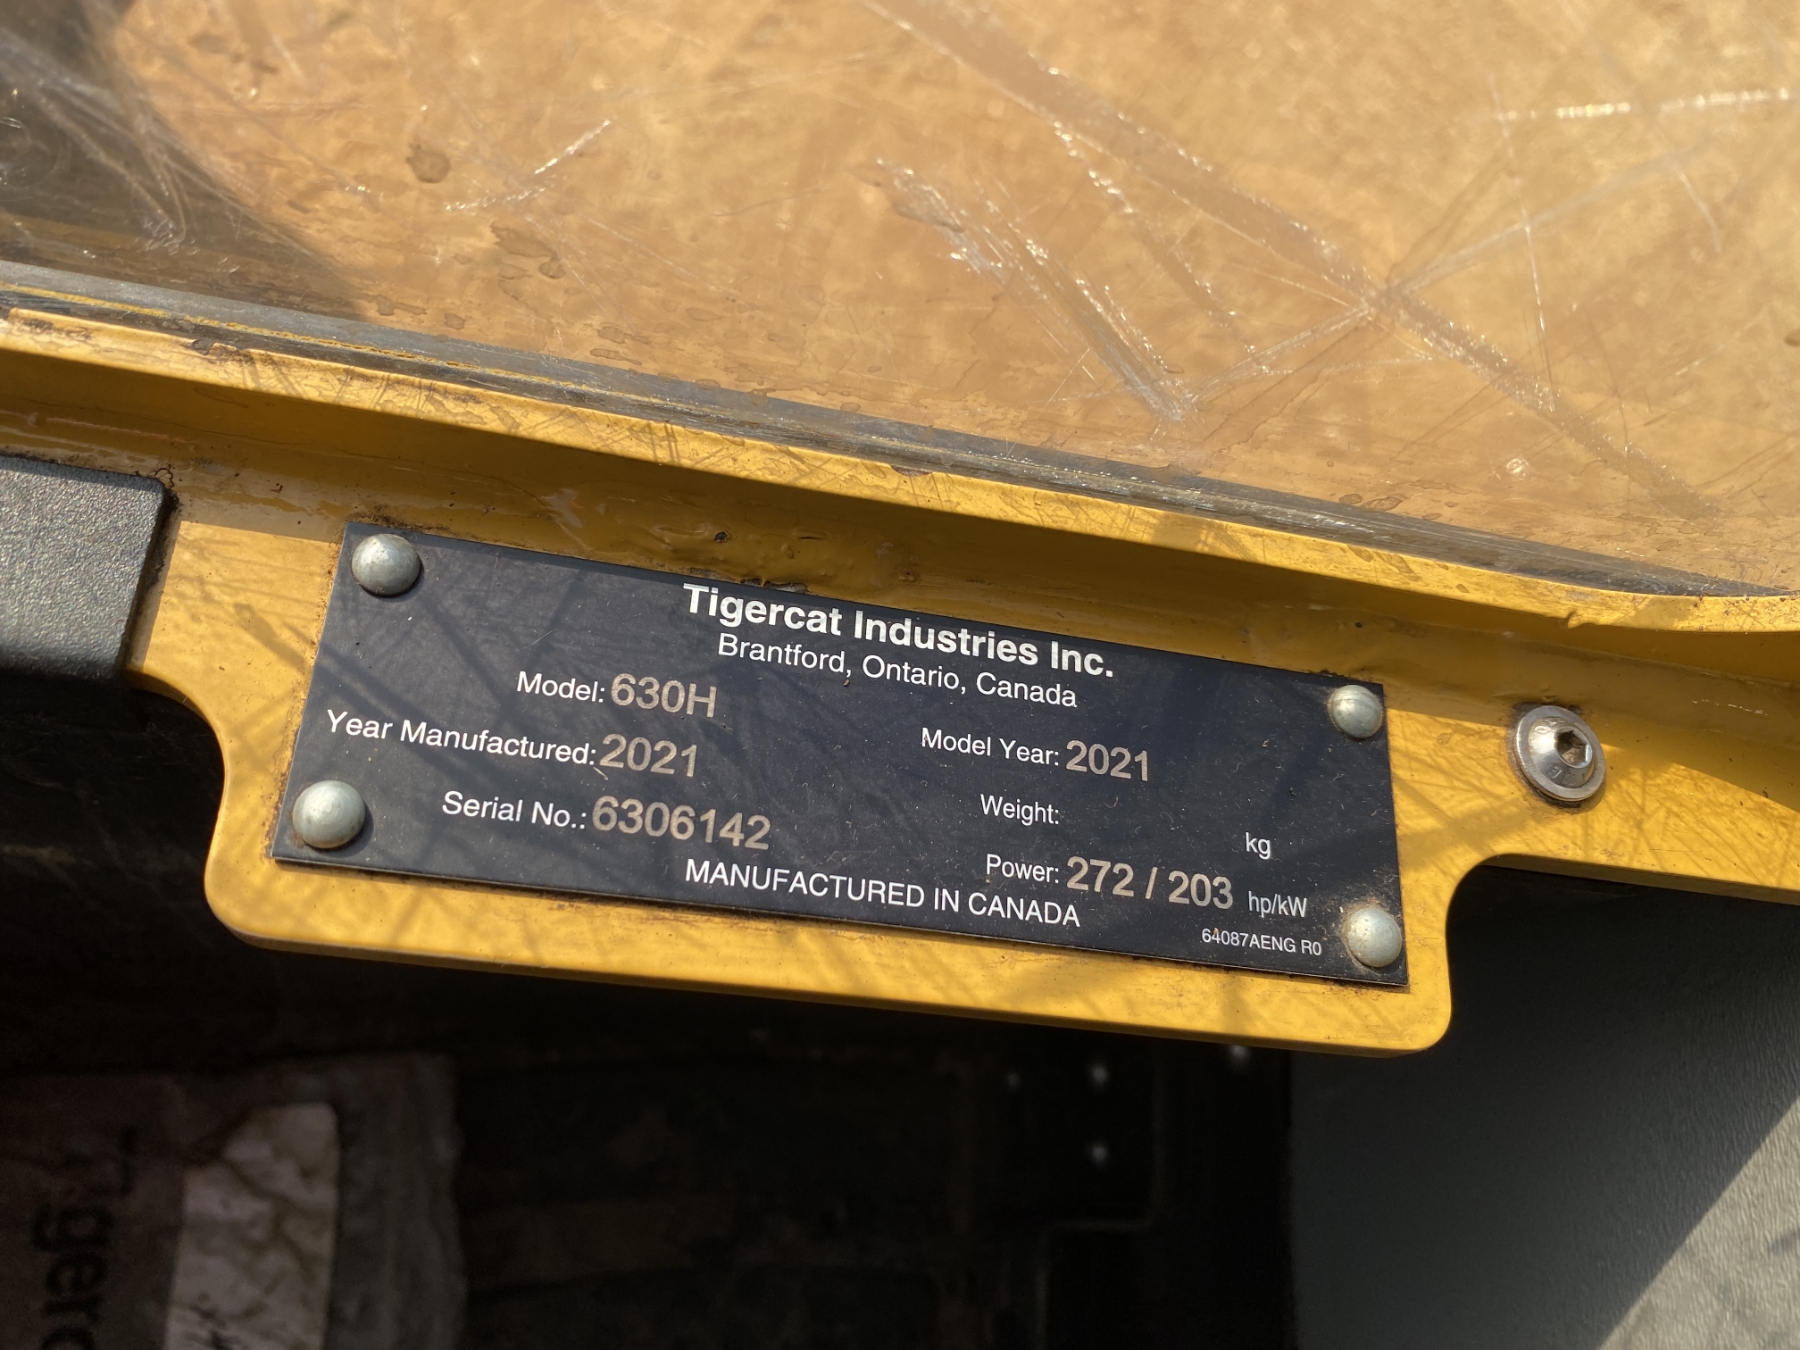 Tigercat Industries Inc.
Brantford, Ontario, Canada
Model: 630H
Year Manufactured: 2021 Model Year: 2021
Serial No.: 6306142 Weight: kg
Power: 272 / 203 hp/kW
MANUFACTURED IN CANADA
64087AENG R0